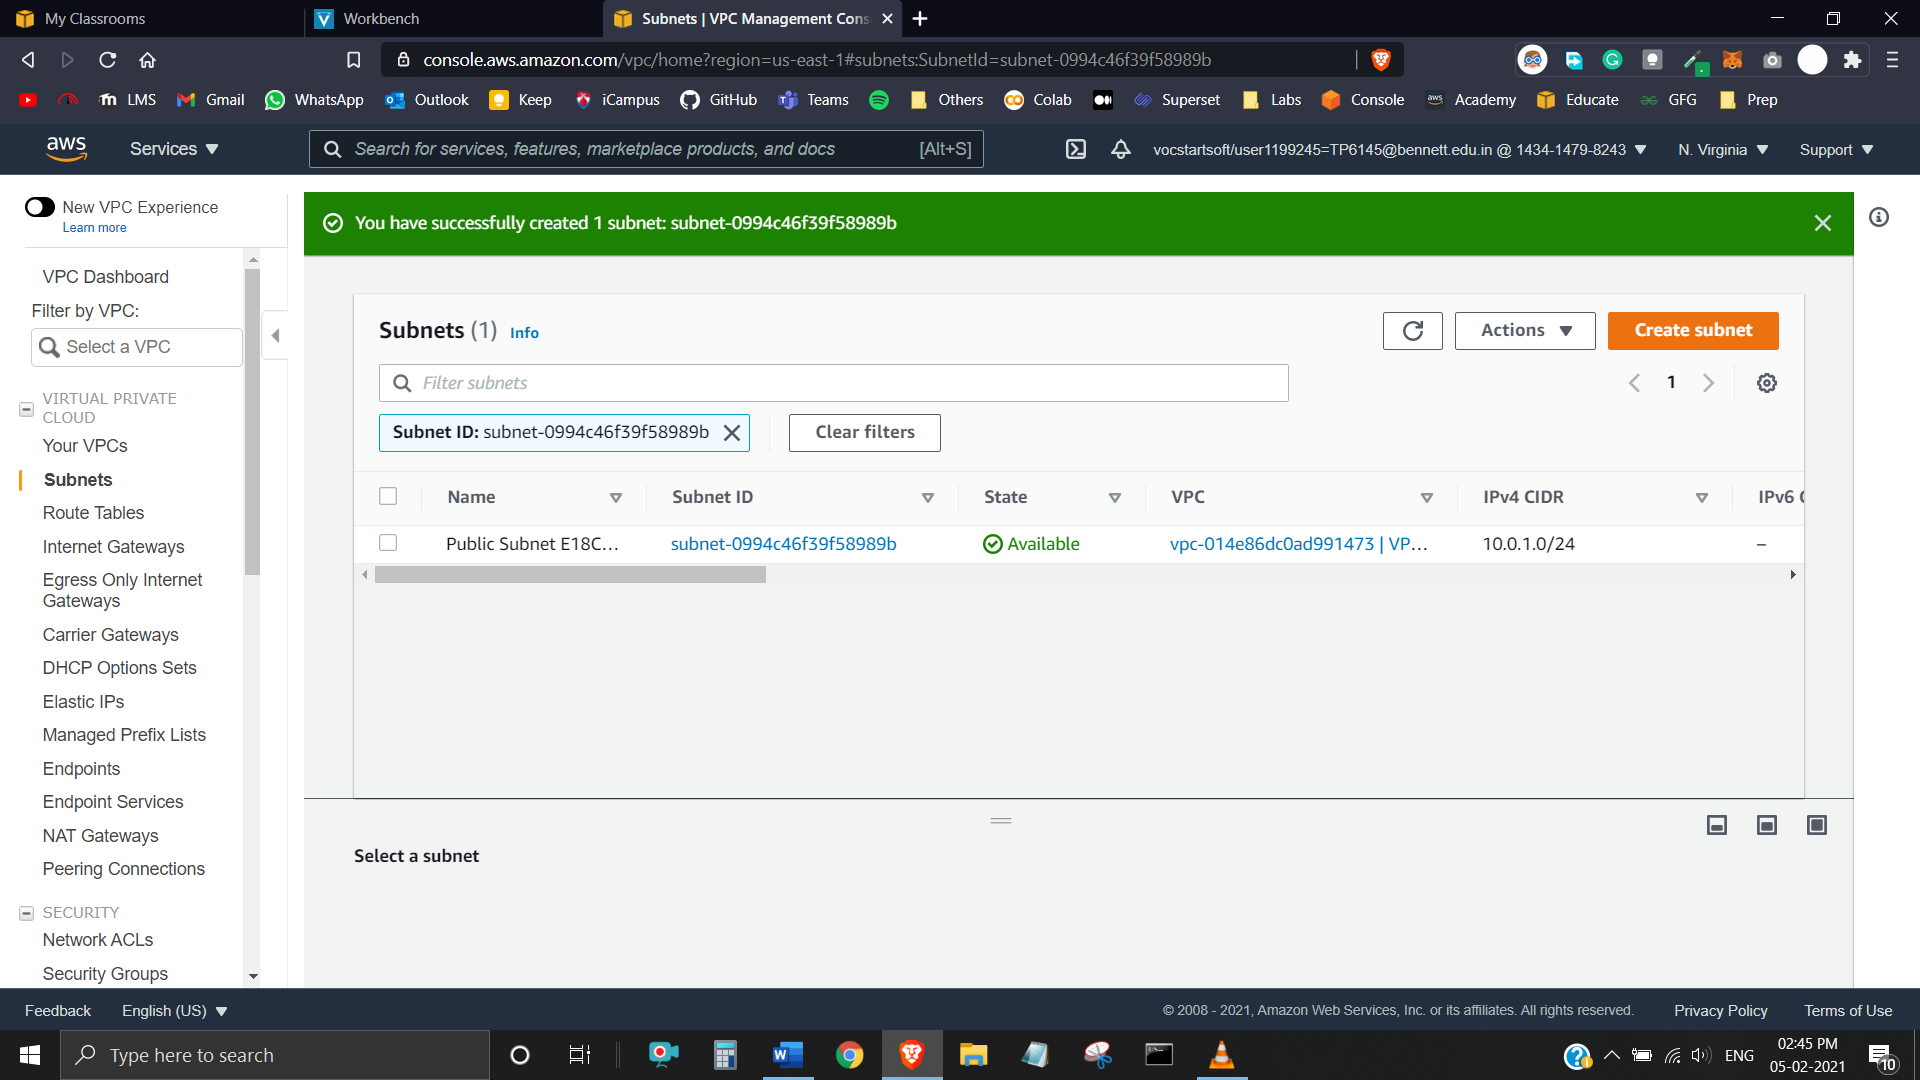 My Classrooms
Workbench
Subnets | VPC Management Cons
console.aws.amazon.com/vpc/home?region=us-east-1#subnets:SubnetId=subnet-0994c46f39f58989b
LMS
Gmail
WhatsApp
Outlook
Keep
iCampus
GitHub
Teams
Others
Colab
Superset
Labs
Console
aws
Academy
Educate
GFG
Prep
aws
Services
Search for services, features, marketplace products, and docs
[Alt+S]
vocstartsoft/user1199245=TP6145@bennett.edu.in @ 1434-1479-8243
N. Virginia
Support
New VPC Experience
Learn more
VPC Dashboard
Filter by VPC:
Select a VPC
VIRTUAL PRIVATE
CLOUD
Your VPCs
Subnets
Route Tables
Internet Gateways
Egress Only Internet
Gateways
Carrier Gateways
DHCP Options Sets
Elastic IPs
Managed Prefix Lists
Endpoints
Endpoint Services
NAT Gateways
Peering Connections
SECURITY
Network ACLs
Security Groups
You have successfully created 1 subnet: subnet-0994c46f39f58989b
Subnets (1) Info
Actions
Create subnet
Filter subnets
1
Subnet ID: subnet-0994c46f39f58989b
Clear filters
Name
Subnet ID
State
VPC
IPv4 CIDR
IPv6 C
Public Subnet E18C...
subnet-0994c46f39f58989b
Available
vpc-014e86dc0ad991473 | VP...
10.0.1.0/24
–
Select a subnet
Feedback
English (US)
© 2008 - 2021, Amazon Web Services, Inc. or its affiliates. All rights reserved.
Privacy Policy
Terms of Use
Type here to search
ENG
02:45 PM
05-02-2021
10